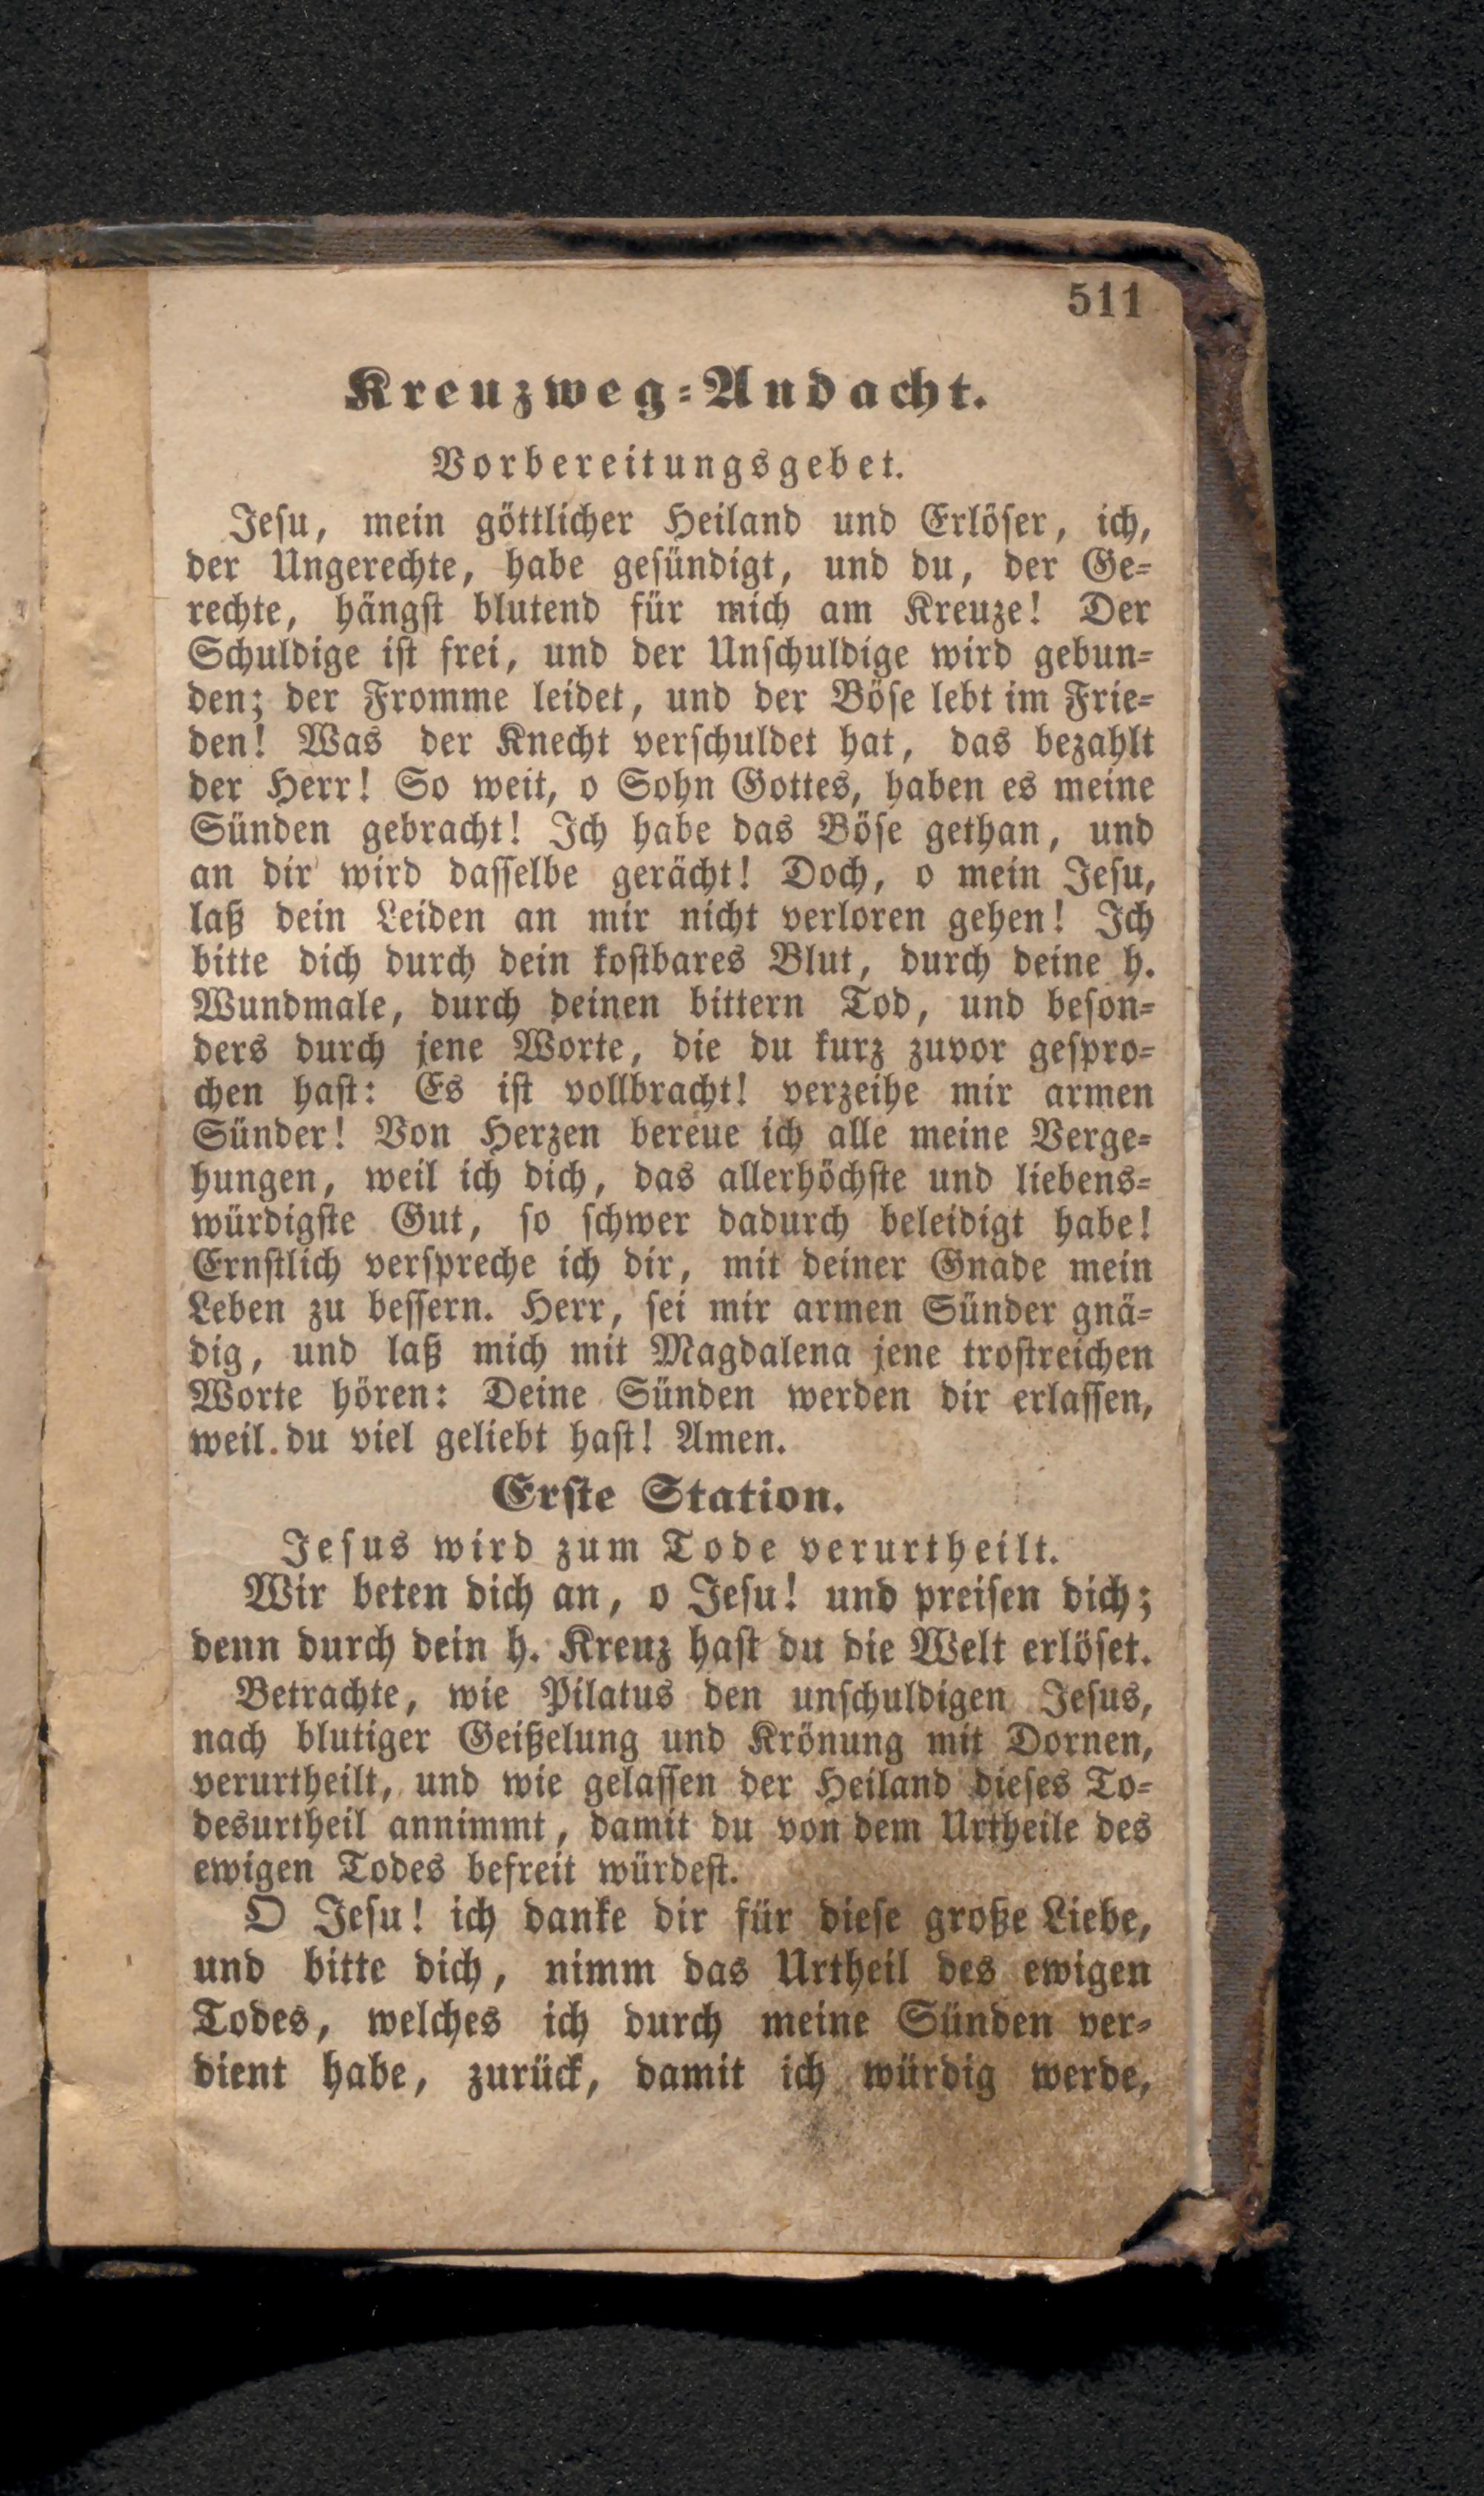 511
Kreuzweg-Andacht.
Vorbereitungsgebet.
Jesu, mein göttlicher Heiland und Erlöser, ich,
der Ungerechte, habe gesündigt, und du, der Ge-
rechte, hängst blutend für mich am Kreuze! Der
Schuldige ist frei, und der Unschuldige wird gebun-
den; der Fromme leidet, und der Böse lebt im Frie-
den! Was der Knecht verschuldet hat, das bezahlt
der Herr! So weit, o Sohn Gottes, haben es meine
Sünden gebracht! Ich habe das Böse gethan, und
an dir wird dasselbe gerächt! Doch, o mein Jesu,
laß dein Leiden an mir nicht verloren gehen! Ich
bitte dich durch dein kostbares Blut, durch deine h.
Wundmale, durch deinen bittern Tod, und beson-
ders durch jene Worte, die du kurz zuvor gespro-
chen hast: Es ist vollbracht! verzeihe mir armen
Sünder! Von Herzen bereue ich alle meine Verge-
hungen, weil ich dich, das allerhöchste und liebens-
würdigste Gut, so schwer dadurch beleidigt habe!
Ernstlich verspreche ich dir, mit deiner Gnade mein
Leben zu bessern. Herr, sei mir armen Sünder gnä-
dig, und laß mich mit Magdalena jene trostreichen
Worte hören: Deine Sünden werden dir erlassen,
weil du viel geliebt hast! Amen.
Erste Station.
Jesus wird zum Tode verurtheilt.
Wir beten dich an, o Jesu! und preisen dich;
denn durch dein h. Kreuz hast du die Welt erlöset.
Betrachte, wie Pilatus den unschuldigen Jesus,
nach blutiger Geißelung und Krönung mit Dornen,
verurtheilt, und wie gelassen der Heiland dieses To-
desurtheil annimmt, damit du von dem Urtheile des
ewigen Todes befreit würdest.
O Jesu! ich danke dir für diese große Liebe,
und bitte dich, nimm das Urtheil des ewigen
Todes, welches ich durch meine Sünden ver-
dient habe, zurück, damit ich würdig werde,